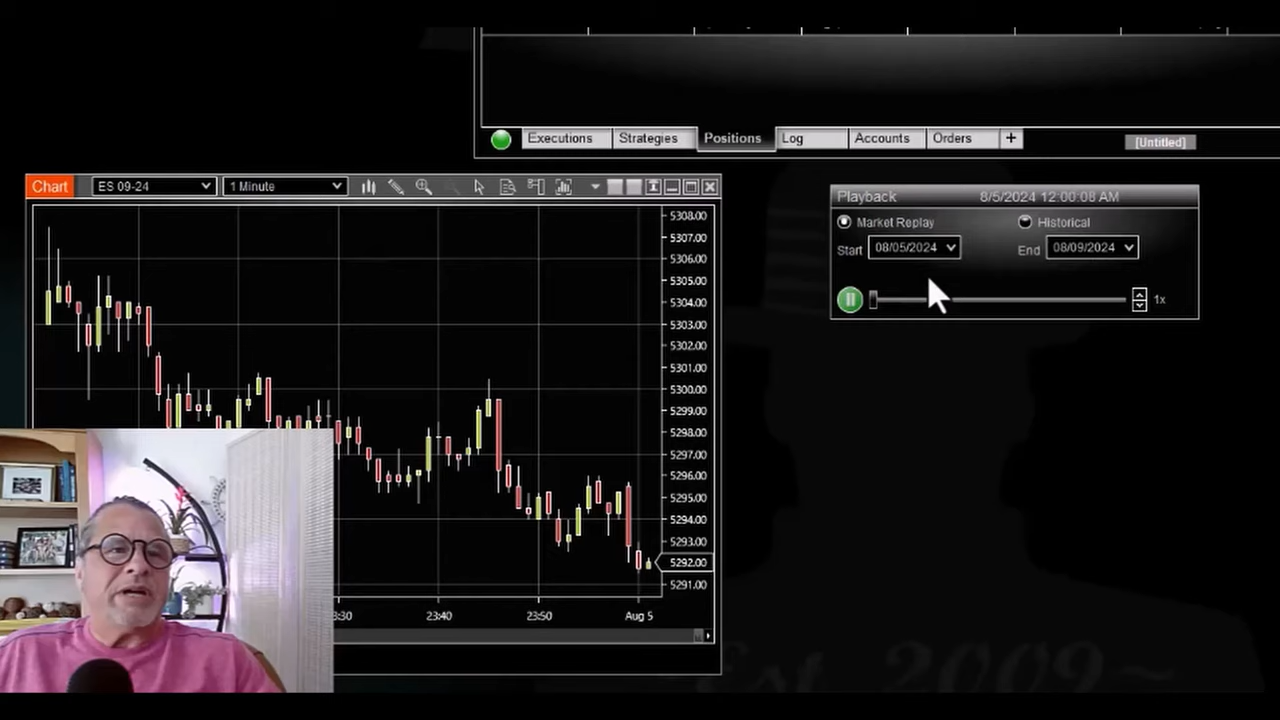 Executions Strategies Positions Log Accounts Orders +
[Untitled]
Chart ES 09-24 1 Minute
5308.00
5307.00
5306.00
5305.00
5304.00
5303.00
5302.00
5301.00
5300.00
5299.00
5298.00
5297.00
5296.00
5295.00
5294.00
5293.00
5292.00
5291.00
:30 23:40 23:50 Aug 5
Playback 8/5/2024 12:00:08 AM
Market Replay Historical
Start 08/05/2024 End 08/09/2024
1x
Est. 2009~